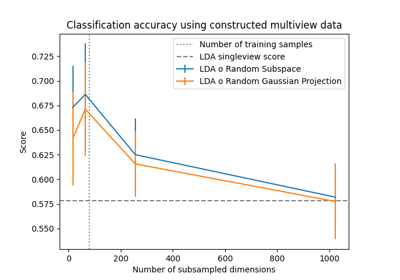 Classification accuracy using constructed multiview data
Number of training samples
LDA singleview score
LDA o Random Subspace
LDA o Random Gaussian Projection
Score
0.725
0.700
0.675
0.650
0.625
0.600
0.575
0.550
0
200
400
600
800
1000
Number of subsampled dimensions